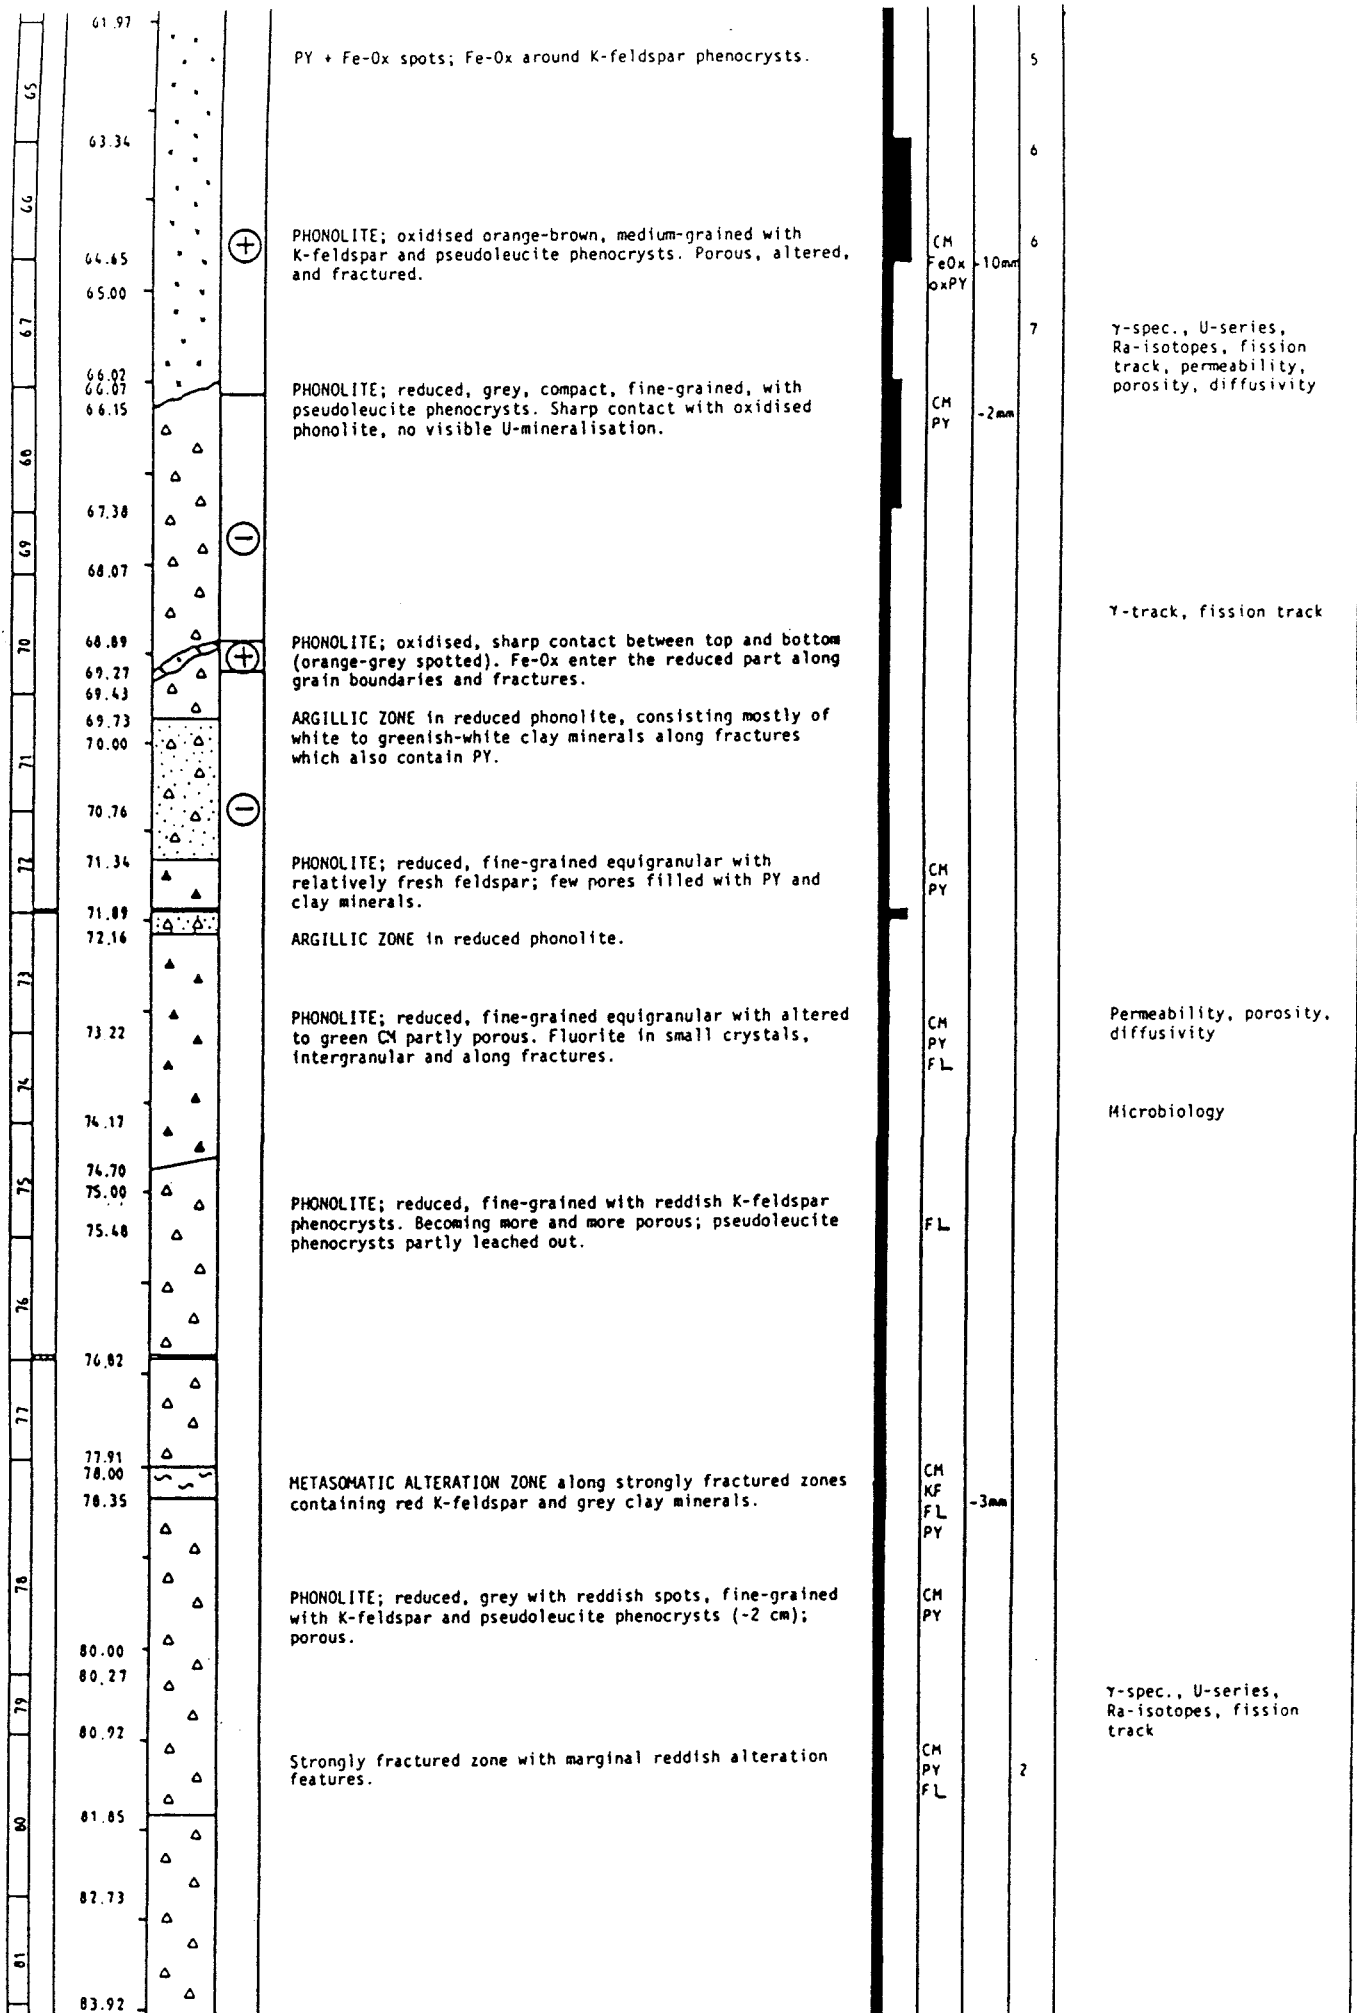 61.97
PY + Fe-Ox spots; Fe-Ox around K-feldspar phenocrysts.
5
65
63.34
6
66
PHONOLITE; oxidised orange-brown, medium-grained with
K-feldspar and pseudoleucite phenocrysts. Porous, altered,
and fractured.
+
64.65
65.00
CM
FeOx
oxPY
-10mm
6
67
7
γ-spec., U-series,
Ra-isotopes, fission
track, permeability,
porosity, diffusivity
66.02
66.07
66.15
PHONOLITE; reduced, grey, compact, fine-grained, with
pseudoleucite phenocrysts. Sharp contact with oxidised
phonolite, no visible U-mineralisation.
CM
PY
-2mm
68
67.38
69
−
68.07
γ-track, fission track
70
68.89
69.27
69.43
+
PHONOLITE; oxidised, sharp contact between top and bottom
(orange-grey spotted). Fe-Ox enter the reduced part along
grain boundaries and fractures.
69.73
70.00
ARGILLIC ZONE in reduced phonolite, consisting mostly of
white to greenish-white clay minerals along fractures
which also contain PY.
71
70.76
−
72
71.34
PHONOLITE; reduced, fine-grained equigranular with
relatively fresh feldspar; few pores filled with PY and
clay minerals.
CM
PY
71.89
72.16
ARGILLIC ZONE in reduced phonolite.
73
73.22
PHONOLITE; reduced, fine-grained equigranular with altered
to green CM partly porous. Fluorite in small crystals,
intergranular and along fractures.
CM
PY
FL
Permeability, porosity,
diffusivity
74
74.17
Microbiology
74.70
75.00
75.48
75
PHONOLITE; reduced, fine-grained with reddish K-feldspar
phenocrysts. Becoming more and more porous; pseudoleucite
phenocrysts partly leached out.
FL
76
76.82
77
77.91
78.00
78.35
METASOMATIC ALTERATION ZONE along strongly fractured zones
containing red K-feldspar and grey clay minerals.
CM
KF
FL
PY
-3mm
78
PHONOLITE; reduced, grey with reddish spots, fine-grained
with K-feldspar and pseudoleucite phenocrysts (-2 cm);
porous.
CM
PY
80.00
80.27
79
γ-spec., U-series,
Ra-isotopes, fission
track
80.92
Strongly fractured zone with marginal reddish alteration
features.
CM
PY
FL
2
81.85
80
82.73
81
83.92